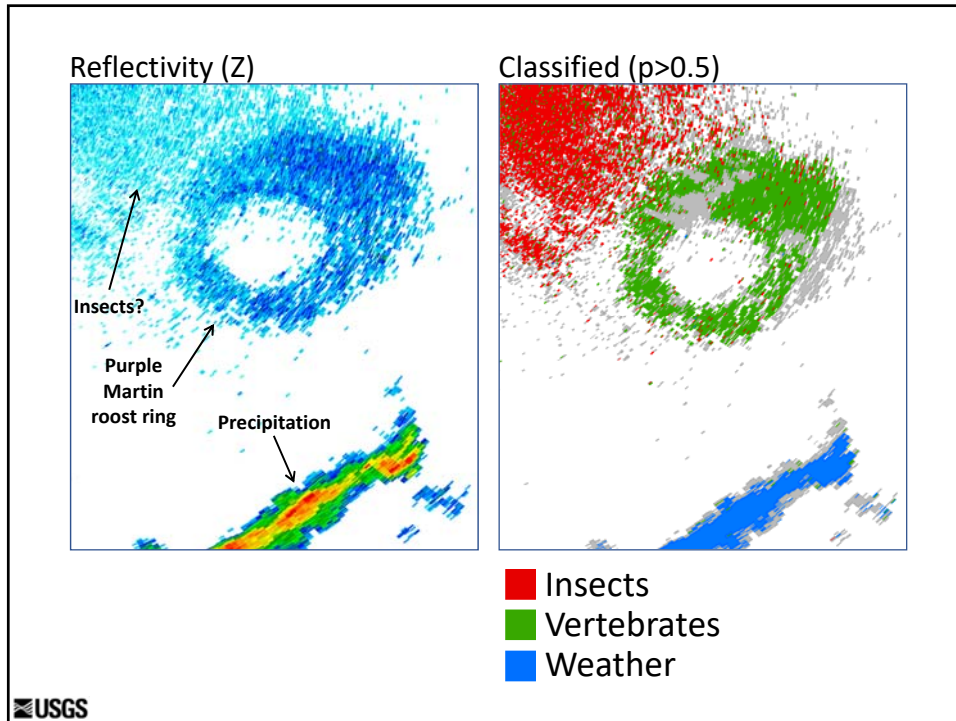 Reflectivity (Z)
Classified (p>0.5)
Insects?
Purple
Martin
roost ring
Precipitation
Insects
Vertebrates
Weather
USGS